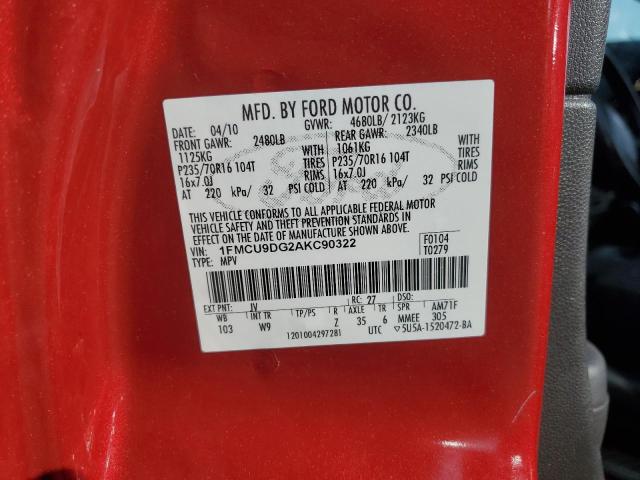 MFD. BY FORD MOTOR CO.
DATE: 04/10 GVWR: 4680LB/ 2123KG
FRONT GAWR: 2480LB REAR GAWR: 2340LB
1125KG 1061KG
P235/70R16 104T TIRES P235/70R16 104T TIRES
16x7.0J RIMS 16x7.0J RIMS
AT 220 kPa/ 32 PSI COLD AT 220 kPa/ 32 PSI COLD
THIS VEHICLE CONFORMS TO ALL APPLICABLE FEDERAL MOTOR
VEHICLE SAFETY AND THEFT PREVENTION STANDARDS IN
EFFECT ON THE DATE OF MANUFACTURE SHOWN ABOVE.
VIN: 1FMCU9DG2AKC90322 F0104
TYPE: MPV T0279
EXT PNT: JV RC: 27 DSO:
WB INT TR TP/PS R AXLE TR SPR AM71F
103 W9 Z 35 6 MMEE 305
1201004297281 UTC ▽5U5A-1520472-BA